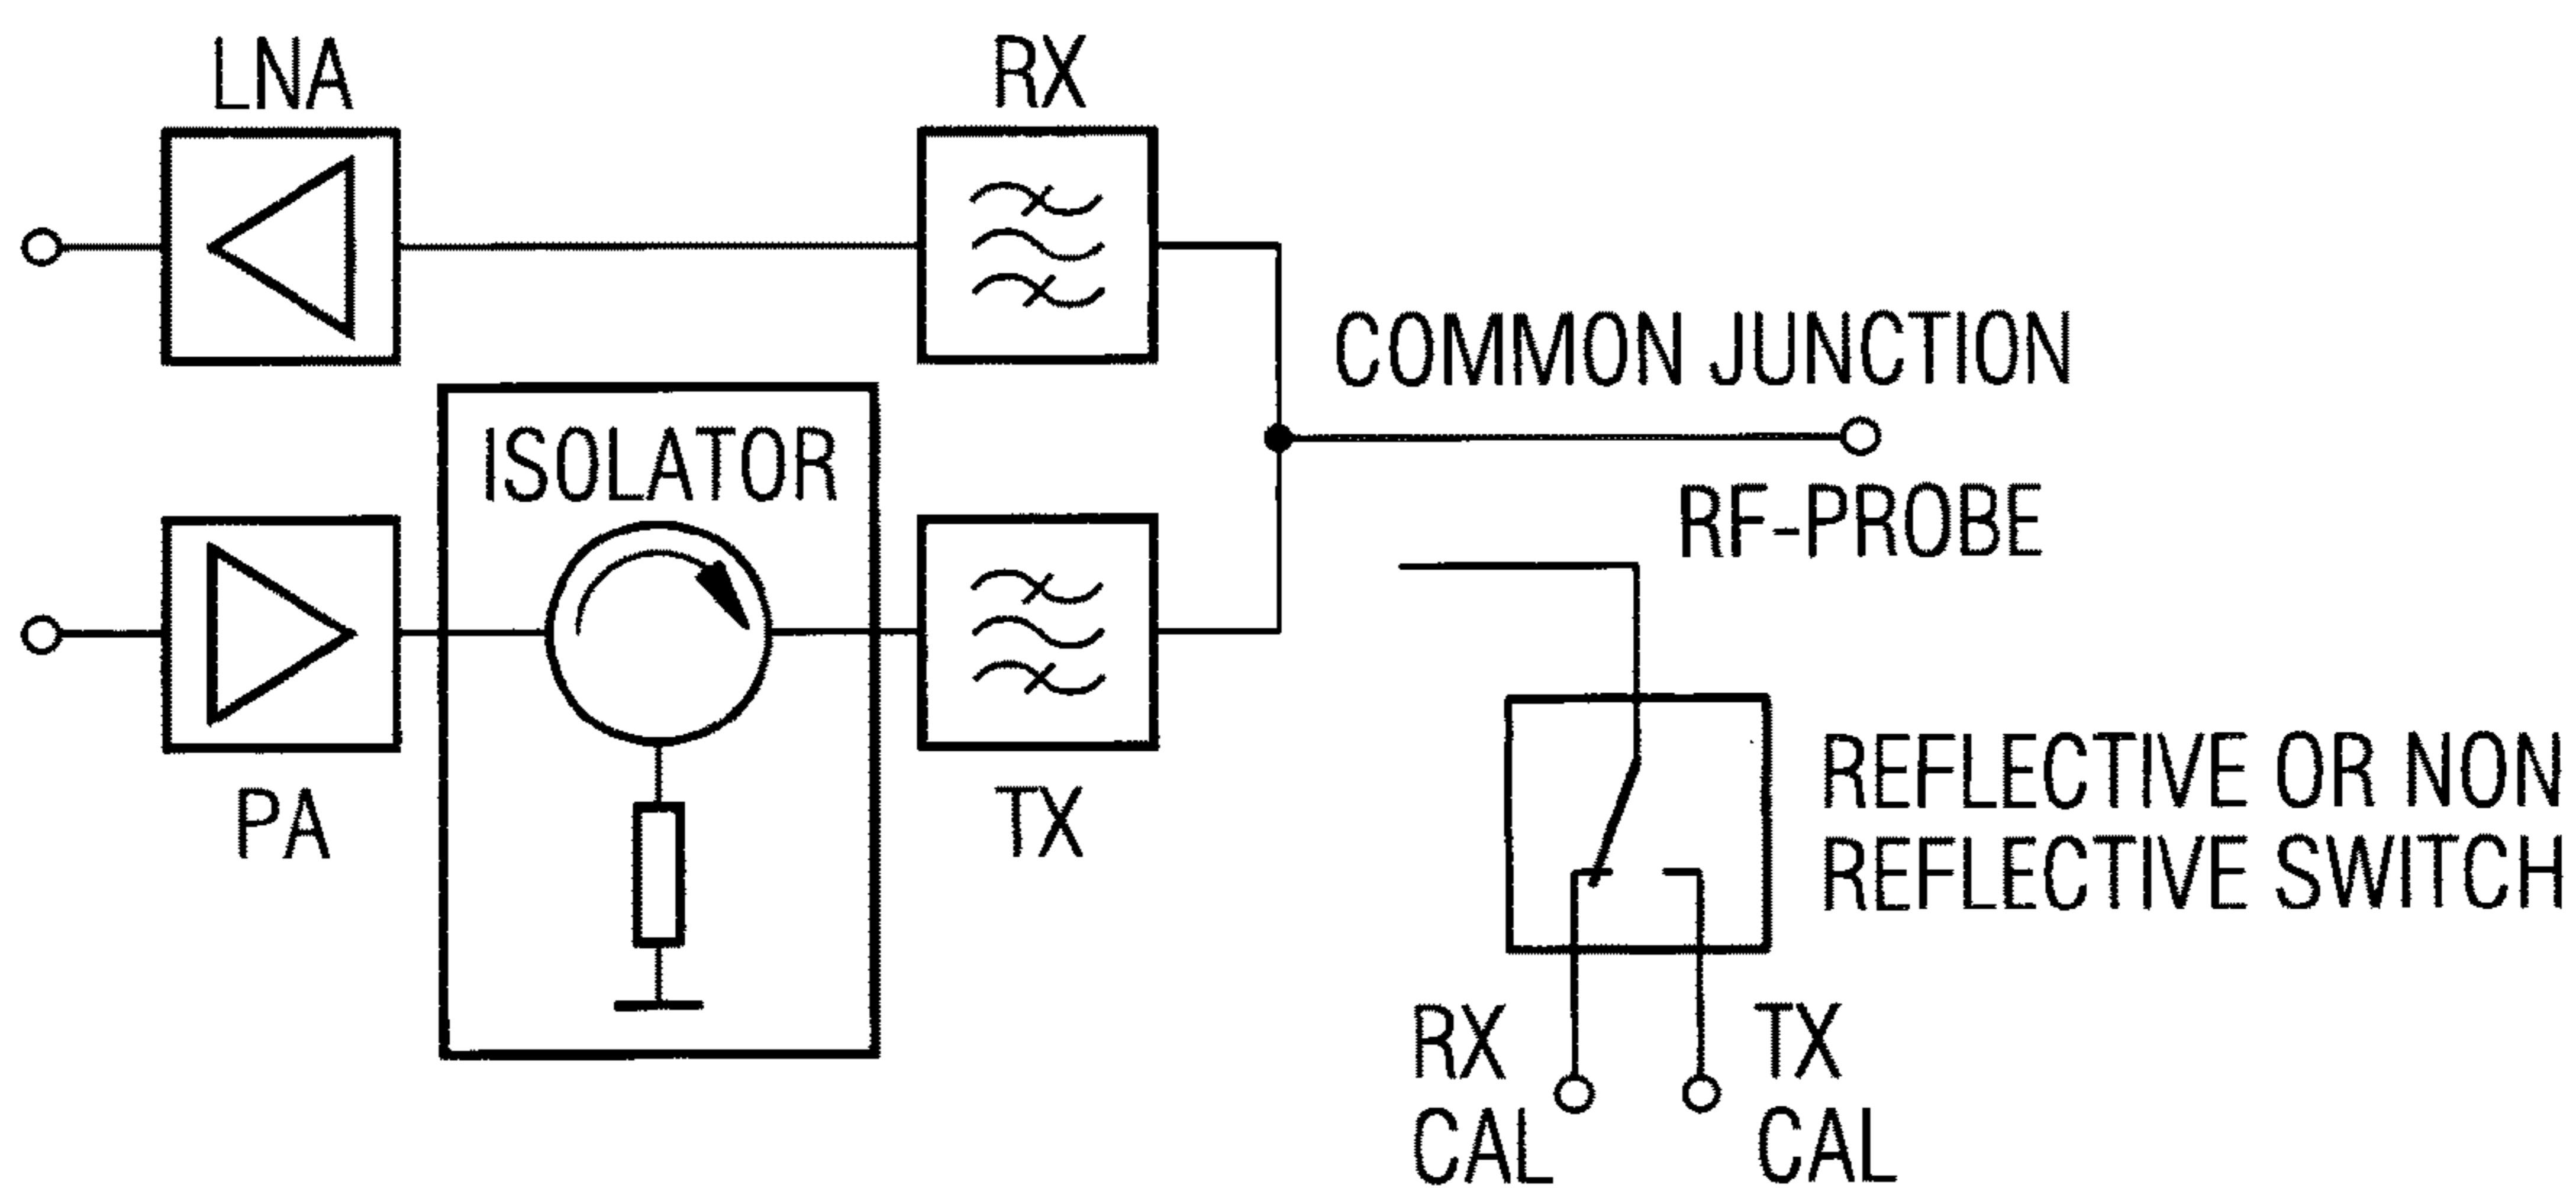 LNA
RX
COMMON JUNCTION
ISOLATOR
RF-PROBE
PA
TX
REFLECTIVE OR NON
REFLECTIVE SWITCH
RX
CAL
TX
CAL